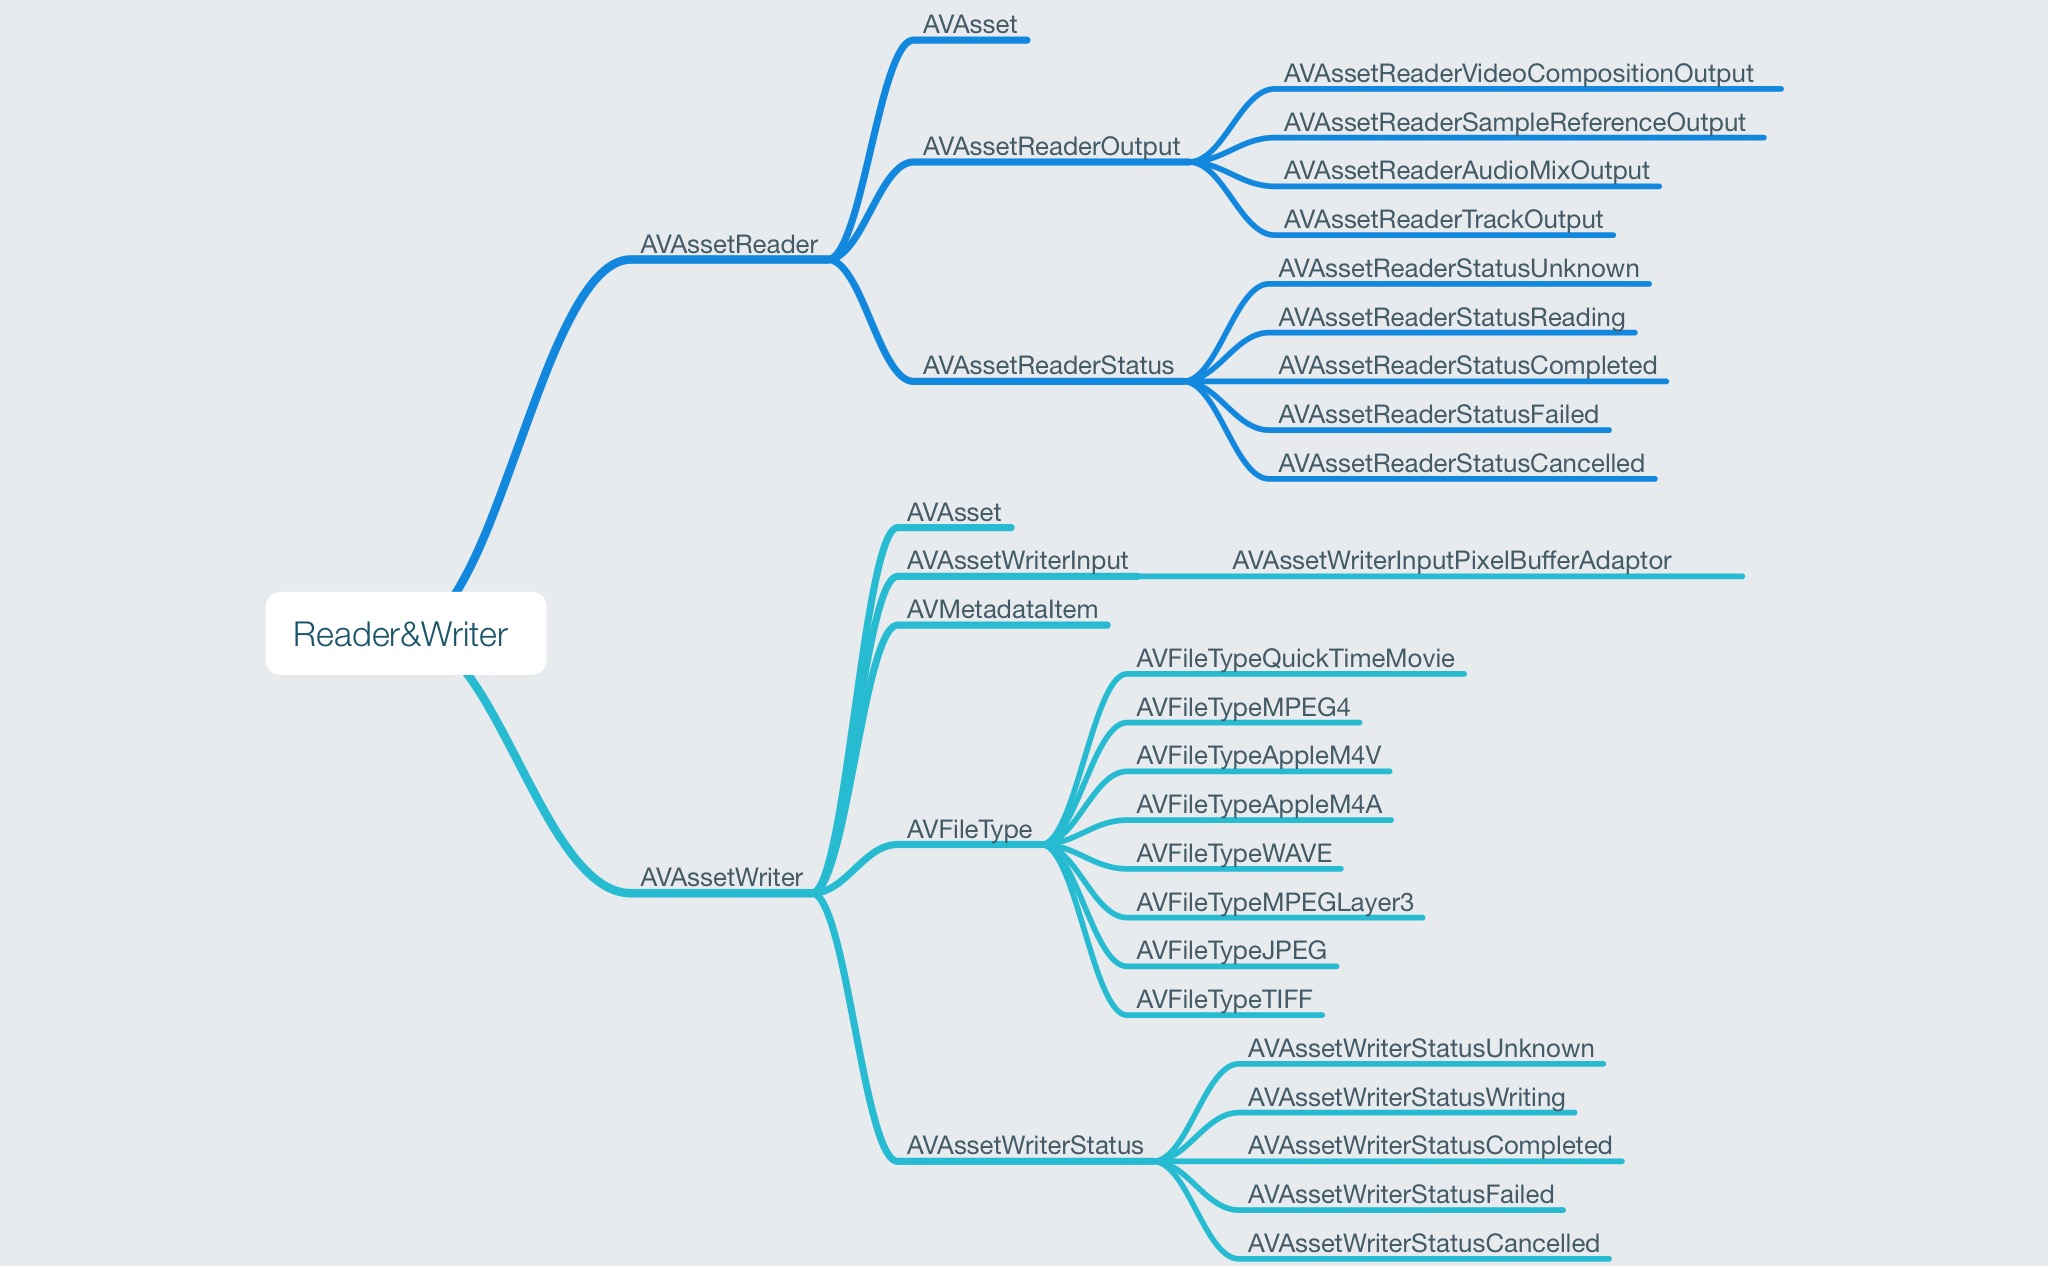 Reader&Writer
AVAssetReader
AVAsset
AVAssetReaderOutput
AVAssetReaderVideoCompositionOutput
AVAssetReaderSampleReferenceOutput
AVAssetReaderAudioMixOutput
AVAssetReaderTrackOutput
AVAssetReaderStatus
AVAssetReaderStatusUnknown
AVAssetReaderStatusReading
AVAssetReaderStatusCompleted
AVAssetReaderStatusFailed
AVAssetReaderStatusCancelled
AVAssetWriter
AVAsset
AVAssetWriterInput
AVAssetWriterInputPixelBufferAdaptor
AVMetadataItem
AVFileType
AVFileTypeQuickTimeMovie
AVFileTypeMPEG4
AVFileTypeAppleM4V
AVFileTypeAppleM4A
AVFileTypeWAVE
AVFileTypeMPEGLayer3
AVFileTypeJPEG
AVFileTypeTIFF
AVAssetWriterStatus
AVAssetWriterStatusUnknown
AVAssetWriterStatusWriting
AVAssetWriterStatusCompleted
AVAssetWriterStatusFailed
AVAssetWriterStatusCancelled